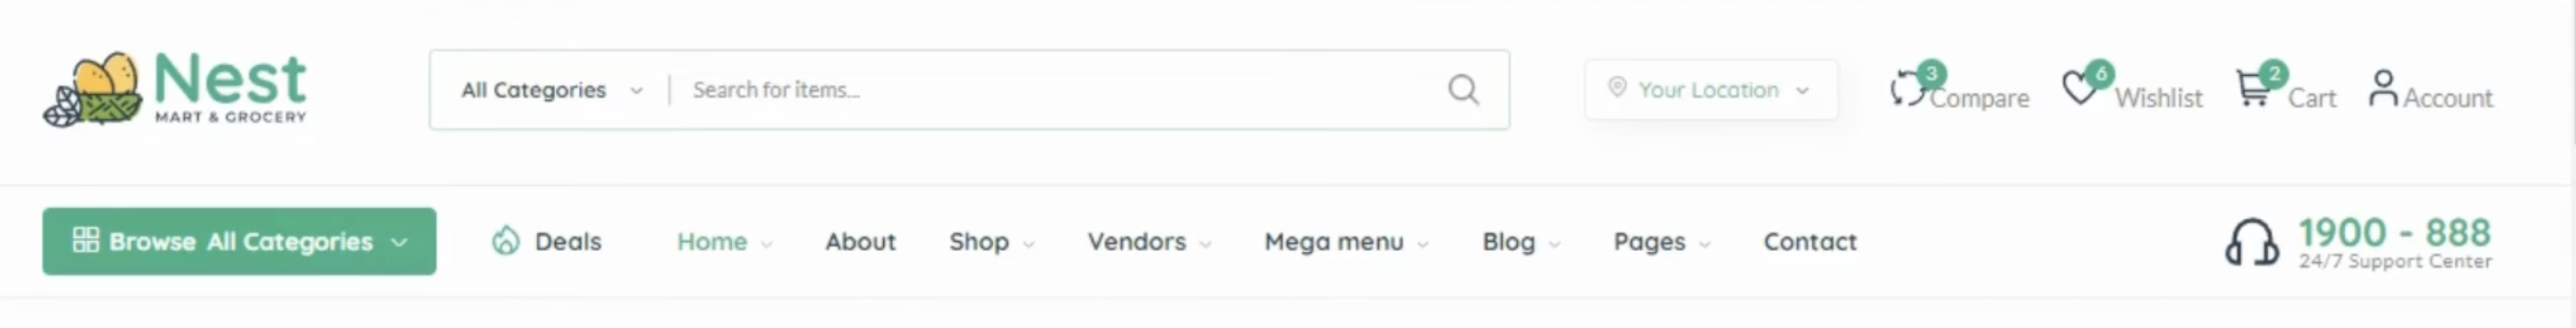 Nest
MART & GROCERY
All Categories
Search for items...
Your Location
3
Compare
6
Wishlist
2
Cart
Account
Browse All Categories
Deals
Home
About
Shop
Vendors
Mega menu
Blog
Pages
Contact
1900 - 888
24/7 Support Center